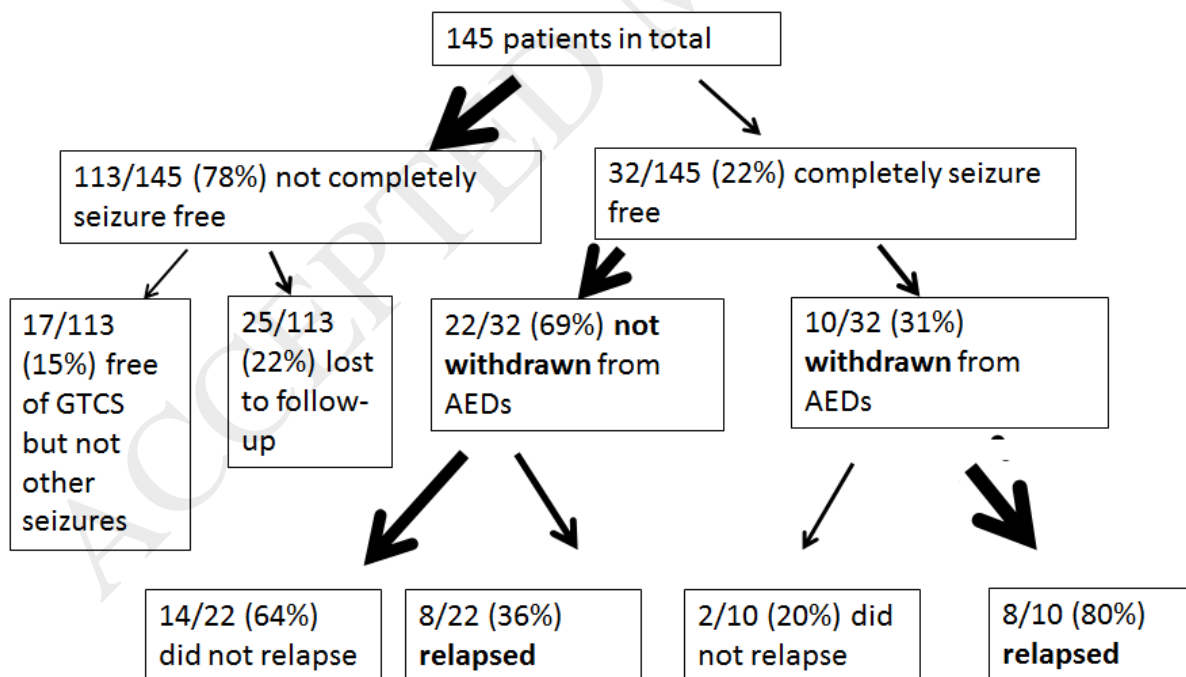 145 patients in total
113/145 (78%) not completely
seizure free
32/145 (22%) completely seizure
free
17/113
(15%) free
of GTCS
but not
other
seizures
25/113
(22%) lost
to follow-
up
22/32 (69%) not
withdrawn from
AEDs
10/32 (31%)
withdrawn from
AEDs
14/22 (64%)
did not relapse
8/22 (36%)
relapsed
2/10 (20%) did
not relapse
8/10 (80%)
relapsed
ACCEPTED M